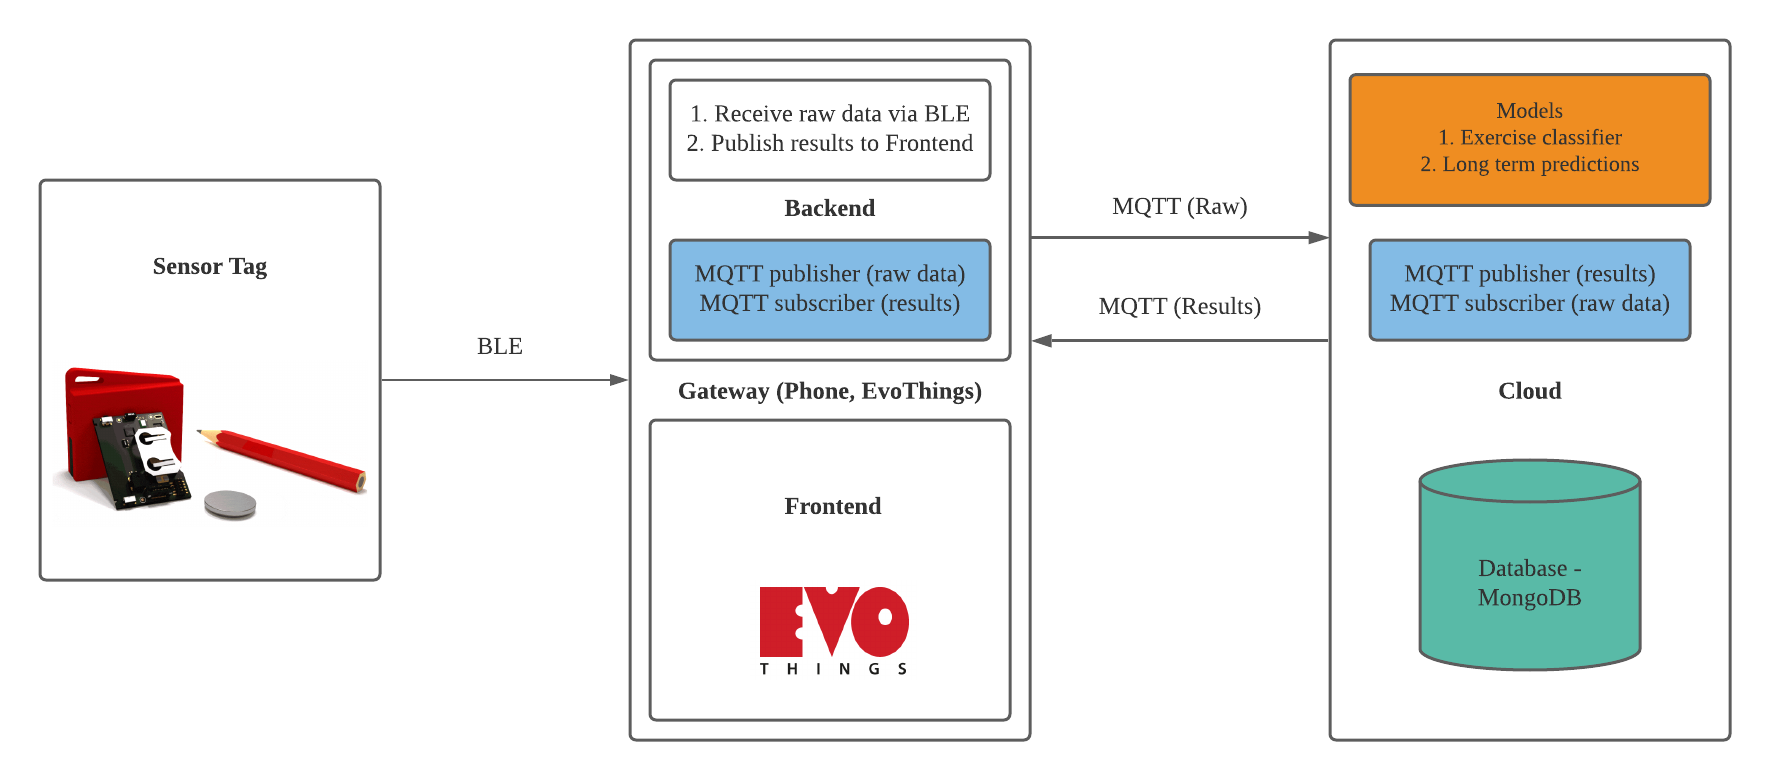 Sensor Tag
BLE
1. Receive raw data via BLE
2. Publish results to Frontend
Backend
MQTT publisher (raw data)
MQTT subscriber (results)
Gateway (Phone, EvoThings)
Frontend
EVO
THINGS
MQTT (Raw)
MQTT (Results)
Models
1. Exercise classifier
2. Long term predictions
MQTT publisher (results)
MQTT subscriber (raw data)
Cloud
Database -
MongoDB